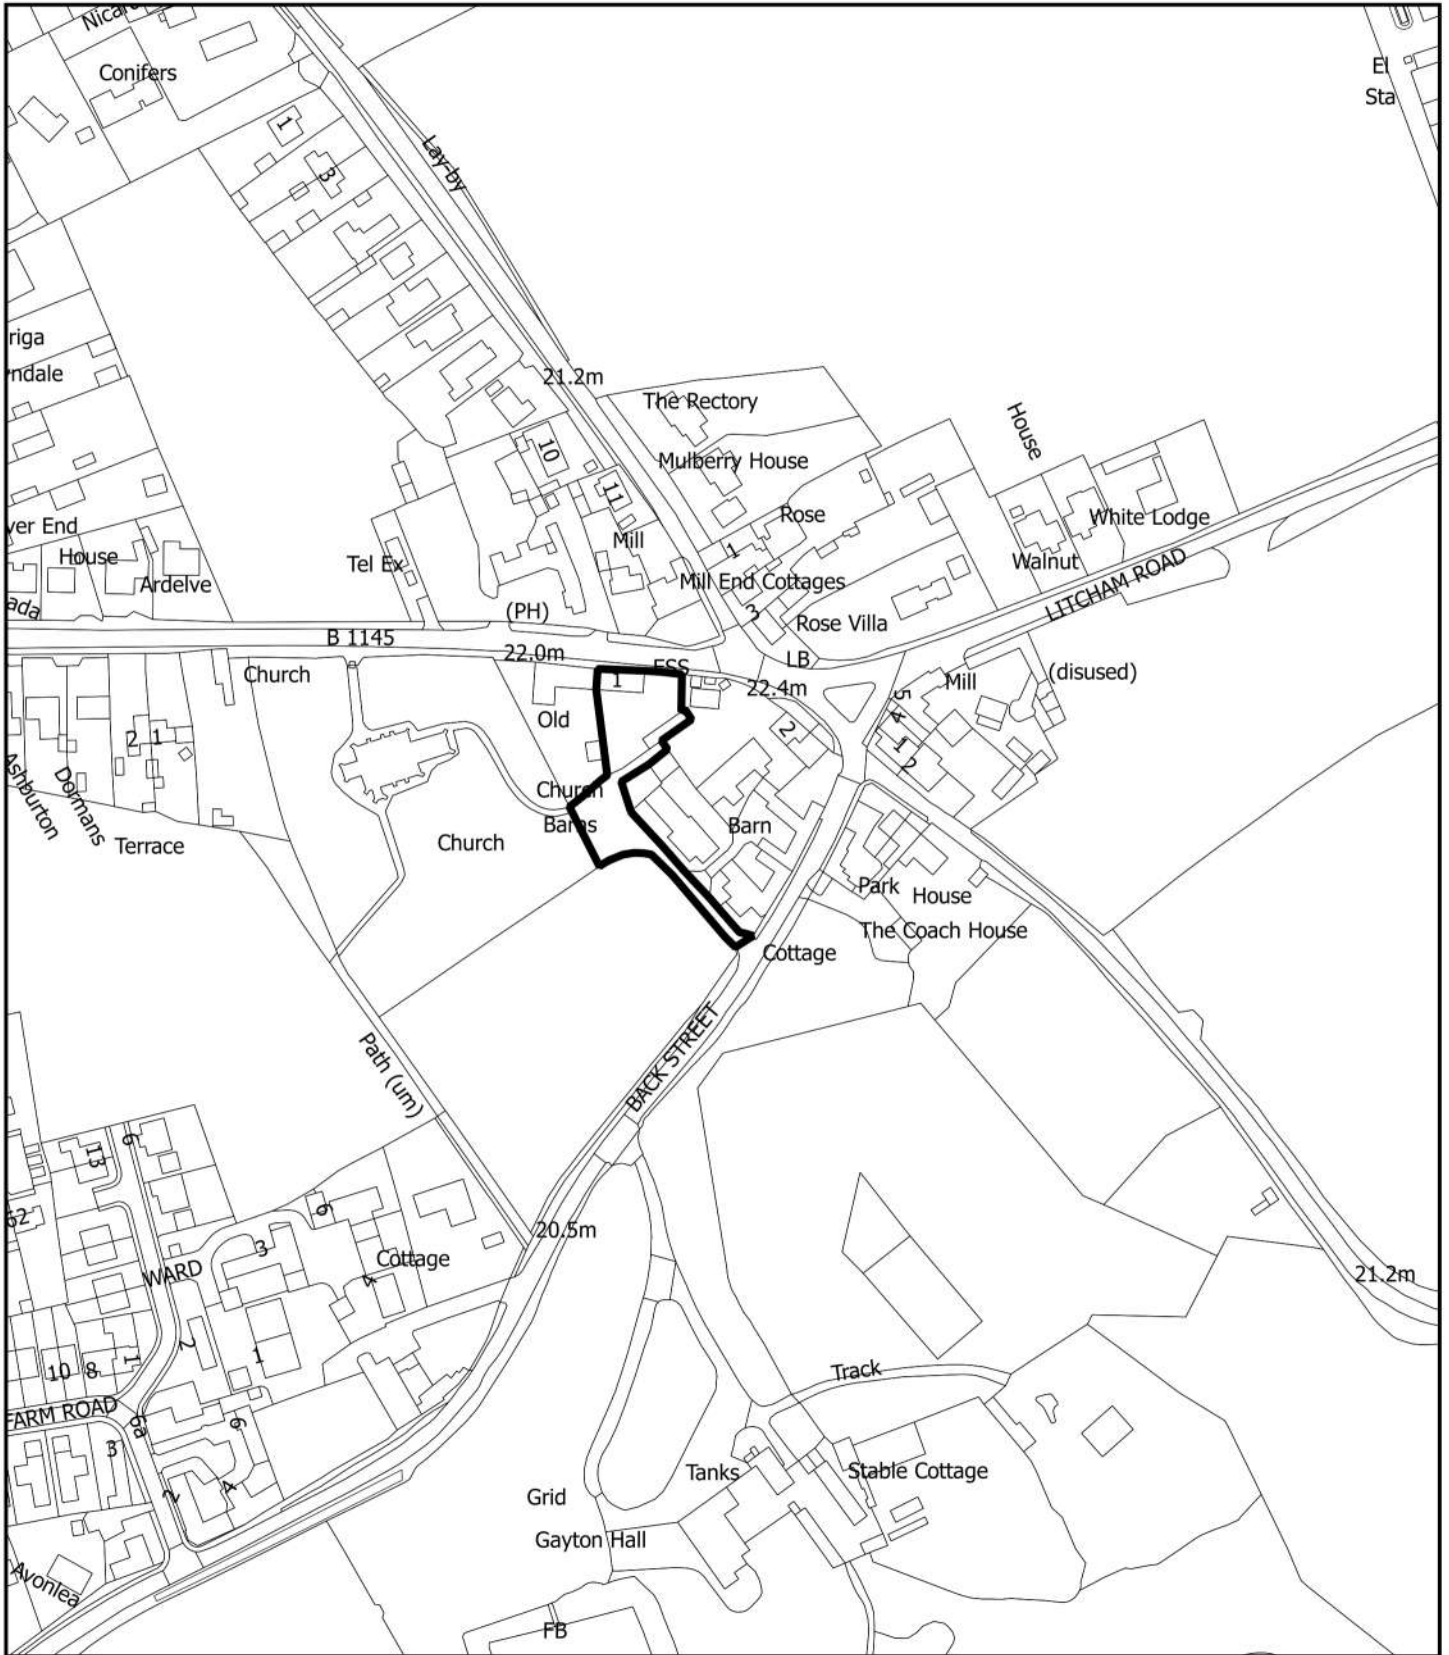 Conifers
El
Sta
1
3
Lay-by
riga
ndale
21.2m
The Rectory
House
10
Mulberry House
11
Rose
White Lodge
ver End
House
Mill
1
Walnut
Tel Ex
Ardelve
Mill End Cottages
LITCHAM ROAD
ada
(PH)
3
Rose Villa
B 1145
22.0m
ESS
LB
Church
1
22.4m
Mill
(disused)
5
4
Old
2
1
2
2 1
Church
Barns
Ashburton
Dormans
Terrace
Church
Barn
Park
House
The Coach House
Cottage
BACK STREET
Path (um)
13
6
62
6
20.5m
3
Cottage
WARD
4
21.2m
2
1
10
8
1
Track
FARM ROAD
6a
6
3
Tanks
Stable Cottage
2
4
Grid
Gayton Hall
Avonlea
FB